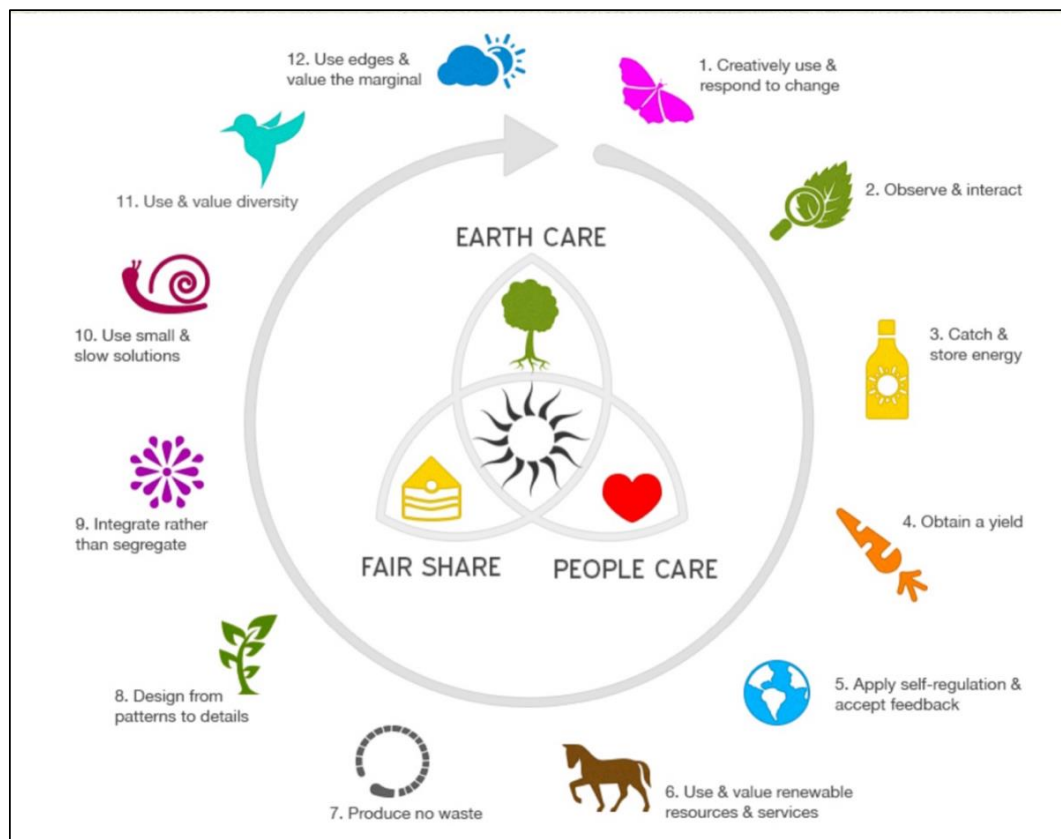 12. Use edges &
value the marginal
1. Creatively use &
respond to change
2. Observe & interact
11. Use & value diversity
EARTH CARE
3. Catch &
store energy
10. Use small &
slow solutions
4. Obtain a yield
9. Integrate rather
than segregate
FAIR SHARE
PEOPLE CARE
5. Apply self-regulation &
accept feedback
8. Design from
patterns to details
6. Use & value renewable
resources & services
7. Produce no waste